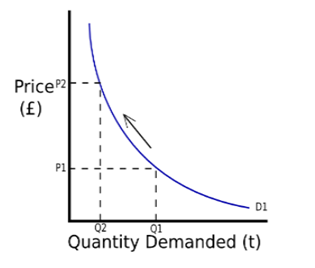 P2
Price
(£)
P1
D1
Q2
Q1
Quantity Demanded (t)